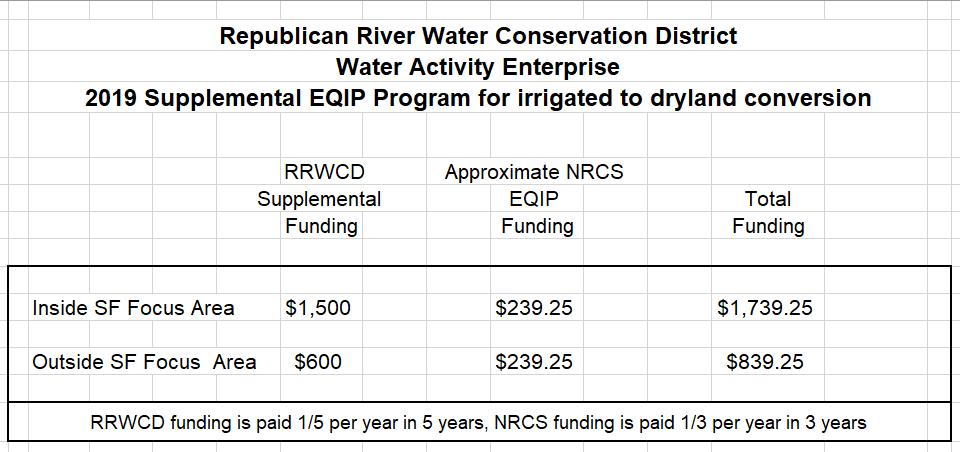 Republican River Water Conservation District
Water Activity Enterprise
2019 Supplemental EQIP Program for irrigated to dryland conversion
RRWCD Approximate NRCS
Supplemental EQIP Total
Funding Funding Funding
Inside SF Focus Area $1,500 $239.25 $1,739.25
Outside SF Focus Area $600 $239.25 $839.25
RRWCD funding is paid 1/5 per year in 5 years, NRCS funding is paid 1/3 per year in 3 years